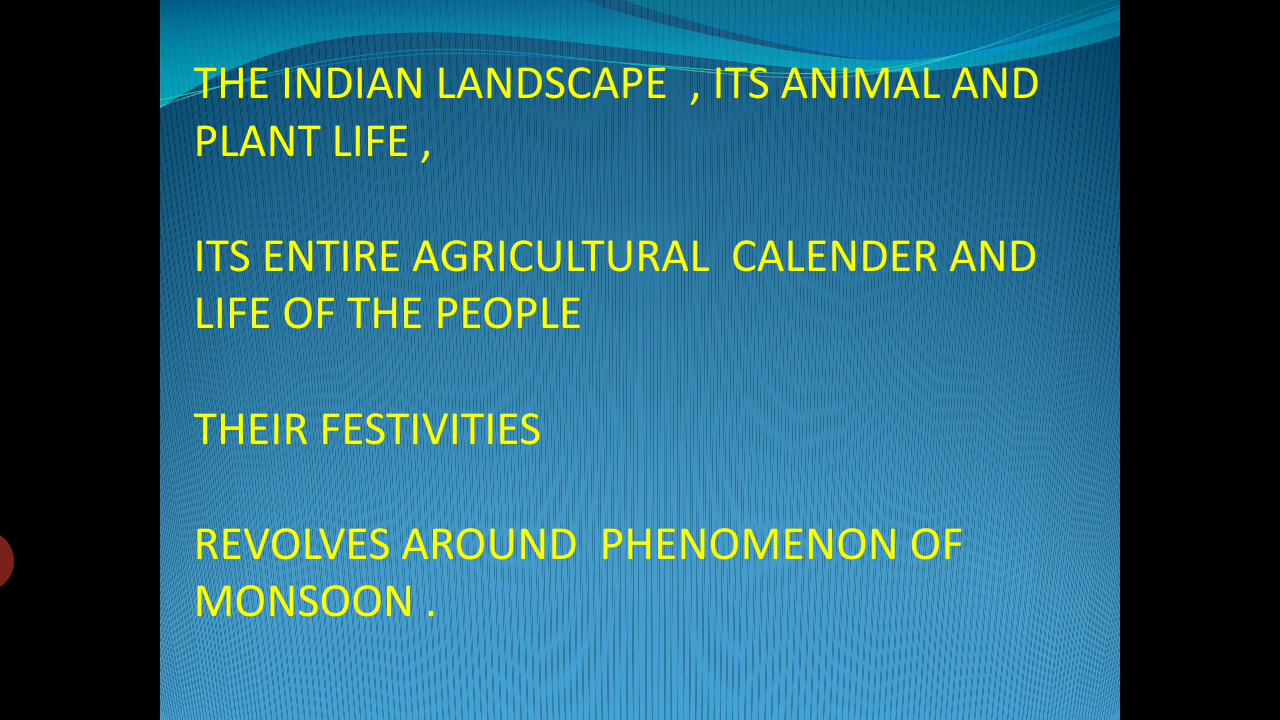 THE INDIAN LANDSCAPE  , ITS ANIMAL AND
PLANT LIFE ,
ITS ENTIRE AGRICULTURAL  CALENDER AND
LIFE OF THE PEOPLE
THEIR FESTIVITIES
REVOLVES AROUND  PHENOMENON OF
MONSOON .